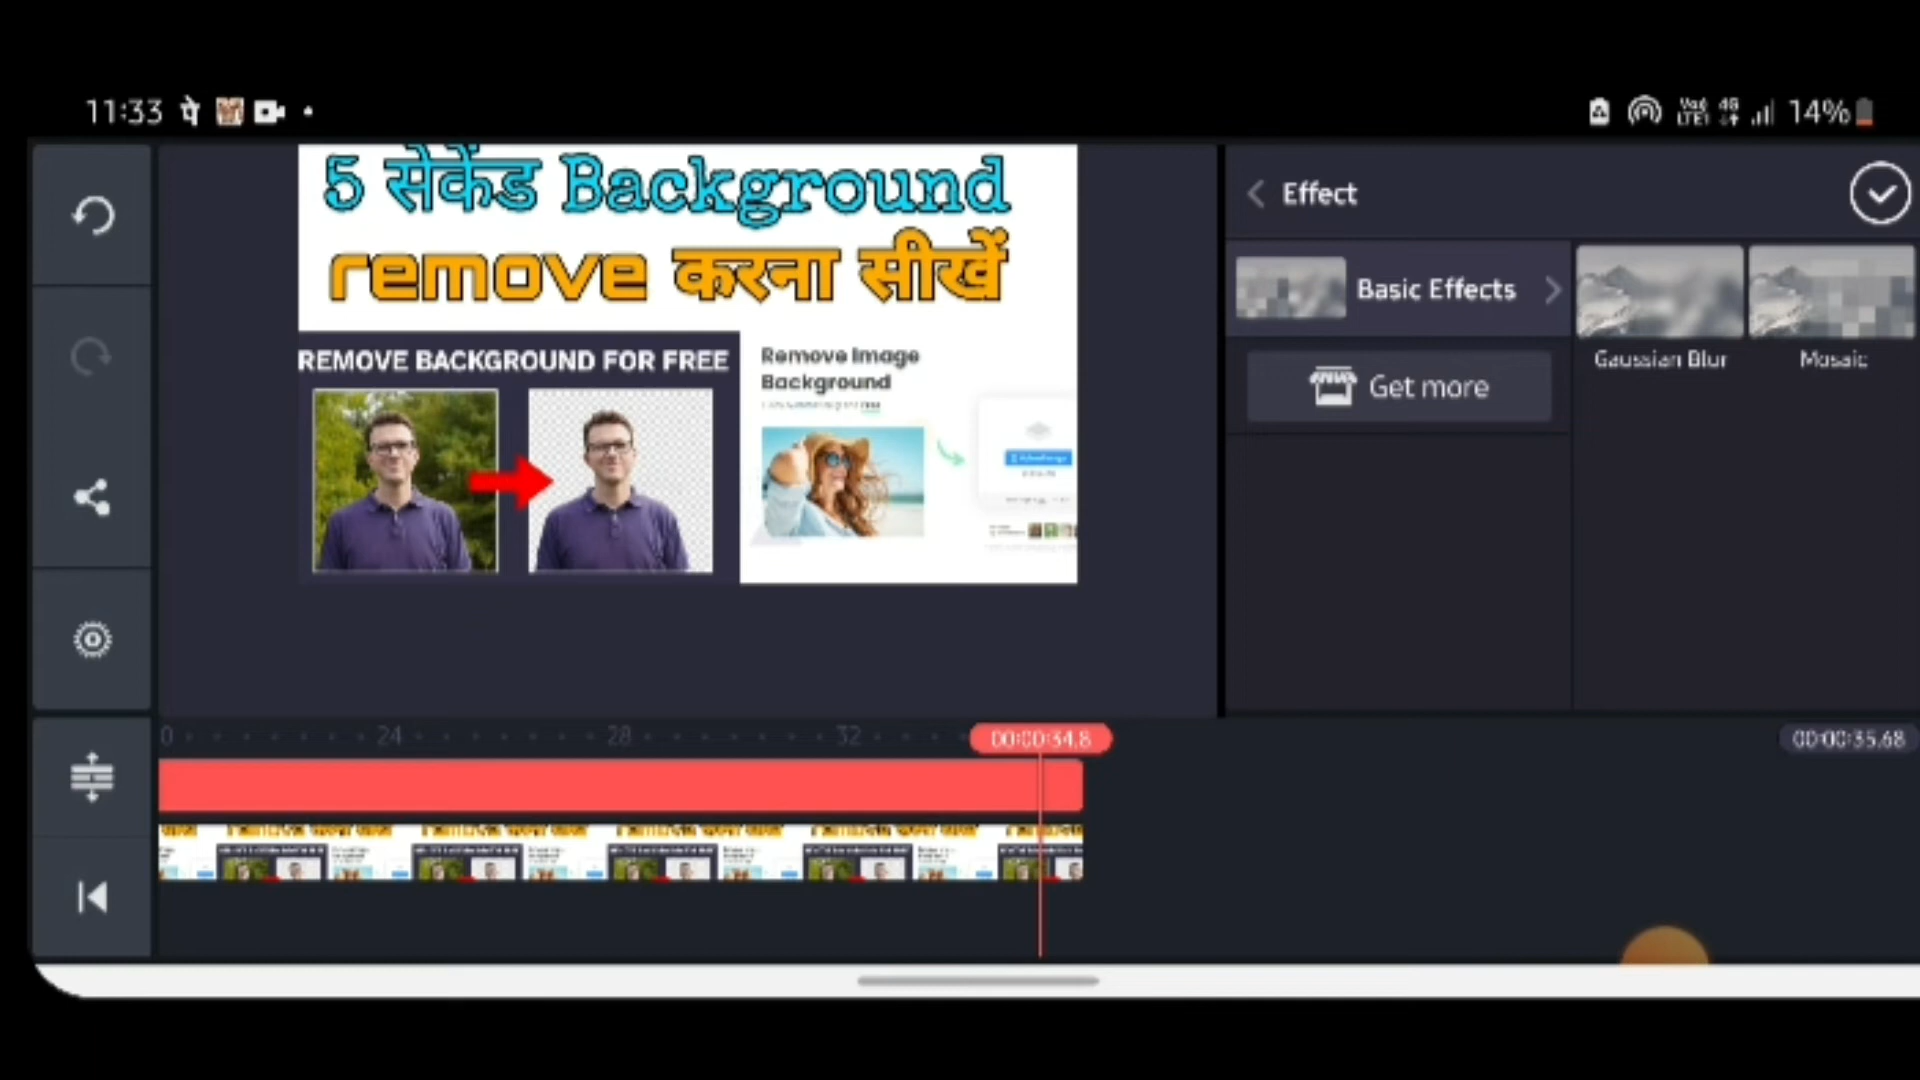 11:33
14%
5 सेकेंड Background
remove करना सीखें
REMOVE BACKGROUND FOR FREE
Remove Image
Background
Effect
Basic Effects
Get more
Gaussian Blur
Mosaic
24
28
32
00:00:34.8
00:00:35.68